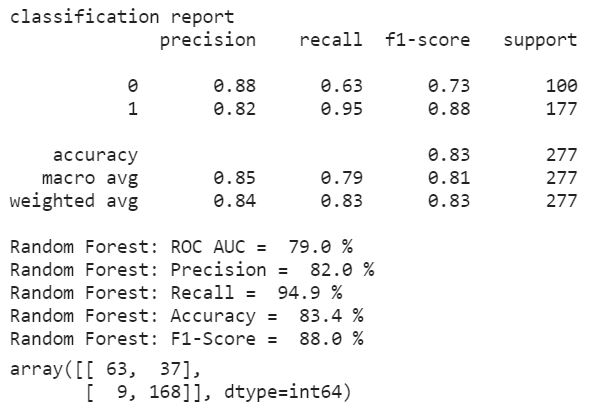 classification report
precision recall f1-score support
0 0.88 0.63 0.73 100
1 0.82 0.95 0.88 177
accuracy 0.83 277
macro avg 0.85 0.79 0.81 277
weighted avg 0.84 0.83 0.83 277
Random Forest: ROC AUC =  79.0 %
Random Forest: Precision =  82.0 %
Random Forest: Recall =  94.9 %
Random Forest: Accuracy =  83.4 %
Random Forest: F1-Score =  88.0 %
array([[ 63,  37],
[  9, 168]], dtype=int64)